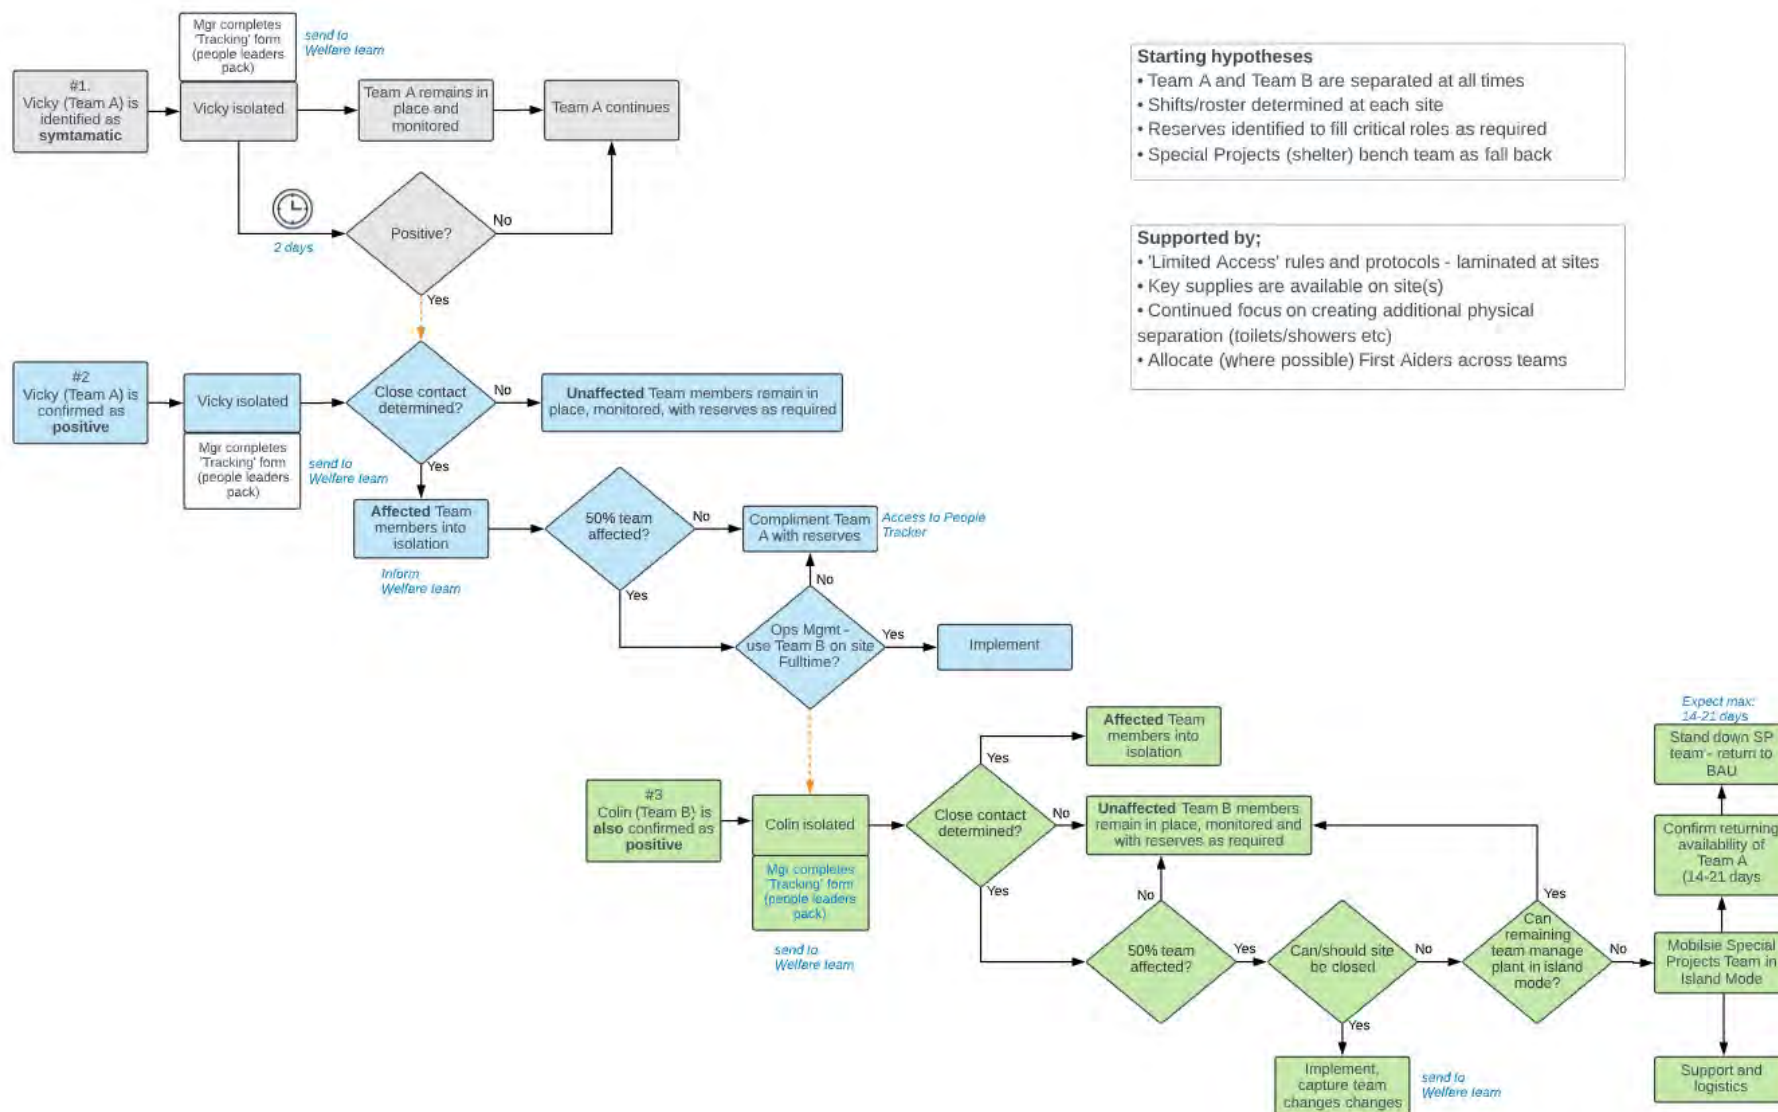 Mgr completes
'Tracking' form
(people leaders
pack)
send to
Welfare team
#1.
Vicky (Team A) is
identified as
symtamatic
Vicky isolated
Team A remains in
place and
monitored
Team A continues
2 days
Positive?
No
Yes
Starting hypotheses
• Team A and Team B are separated at all times
• Shifts/roster determined at each site
• Reserves identified to fill critical roles as required
• Special Projects (shelter) bench team as fall back
Supported by;
• 'Limited Access' rules and protocols - laminated at sites
• Key supplies are available on site(s)
• Continued focus on creating additional physical
separation (toilets/showers etc)
• Allocate (where possible) First Aiders across teams
#2
Vicky (Team A) is
confirmed as
positive
Vicky isolated
Mgr completes
'Tracking' form
(people leaders
pack)
send to
Welfare team
Close contact
determined?
No
Unaffected Team members remain in
place, monitored, with reserves as required
Yes
Affected Team
members into
isolation
Inform
Welfare team
50% team
affected?
No
Compliment Team
A with reserves
Access to People
Tracker
Yes
No
Ops Mgmt -
use Team B on site
Fulltime?
Yes
Implement
#3
Colin (Team B) is
also confirmed as
positive
Colin isolated
Mgr completes
'Tracking' form
(people leaders
pack)
send to
Welfare team
Close contact
determined?
Yes
Affected Team
members into
isolation
No
Unaffected Team B members
remain in place, monitored and
with reserves as required
Yes
No
50% team
affected?
Yes
Can/should site
be closed
No
Yes
Implement,
capture team
changes changes
send to
Welfare team
Yes
Can
remaining
team manage
plant in island
mode?
No
Expect max:
14-21 days
Stand down SP
team - return to
BAU
Confirm returning
availability of
Team A
(14-21 days
Mobilsie Special
Projects Team in
Island Mode
Support and
logistics